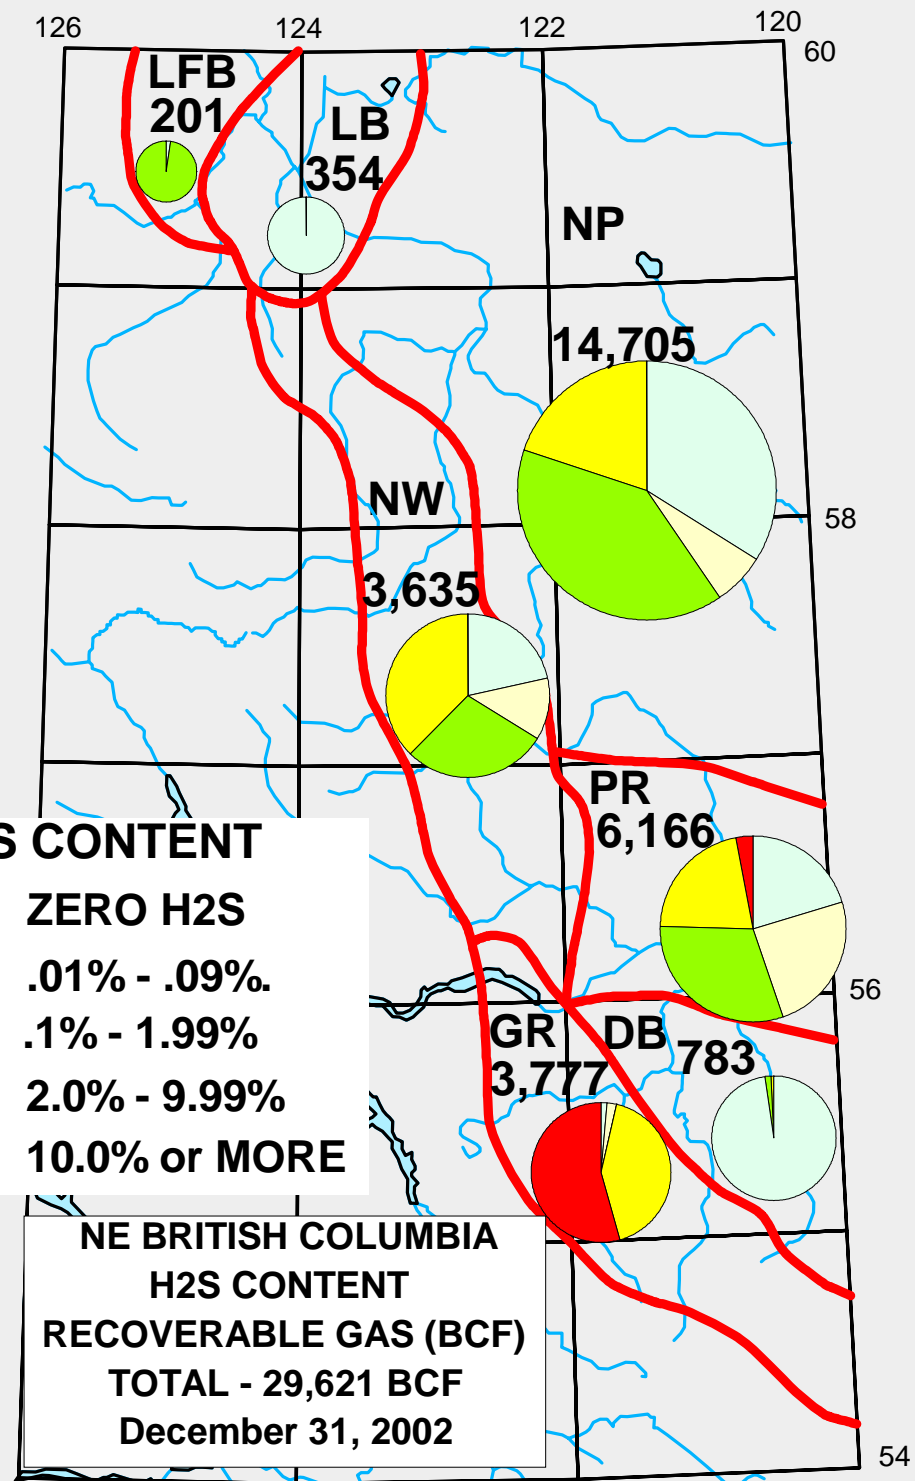 126 124 122 120
60
LFB
201
LB
354
NP
14,705
NW
58
3,635
PR
6,166
S CONTENT
ZERO H2S
.01% - .09%.
.1% - 1.99%
2.0% - 9.99%
10.0% or MORE
56
GR
3,777
DB
783
NE BRITISH COLUMBIA
H2S CONTENT
RECOVERABLE GAS (BCF)
TOTAL - 29,621 BCF
December 31, 2002
54